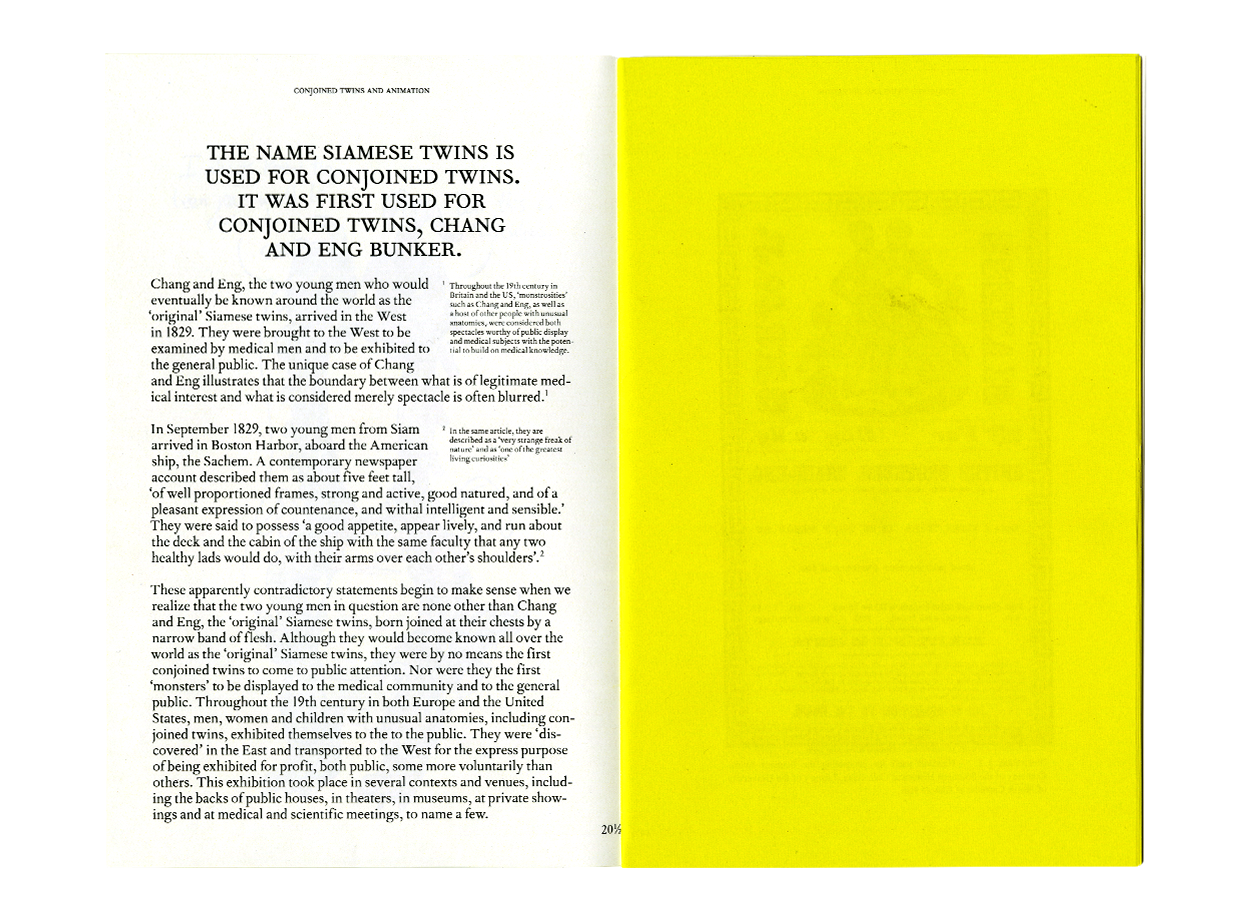 CONJOINED TWINS AND ANIMATION
THE NAME SIAMESE TWINS IS
USED FOR CONJOINED TWINS.
IT WAS FIRST USED FOR
CONJOINED TWINS, CHANG
AND ENG BUNKER.
Chang and Eng, the two young men who would
eventually be known around the world as the
‘original’ Siamese twins, arrived in the West
in 1829. They were brought to the West to be
examined by medical men and to be exhibited to
the general public. The unique case of Chang
and Eng illustrates that the boundary between what is of legitimate med-
ical interest and what is considered merely spectacle is often blurred.¹
¹ Throughout the 19th century in
Britain and the US, ‘monstrosities’
such as Chang and Eng, as well as
a host of other people with unusual
anatomies, were considered both
spectacles worthy of public display
and medical subjects with the poten-
tial to build on medical knowledge.
In September 1829, two young men from Siam
arrived in Boston Harbor, aboard the American
ship, the Sachem. A contemporary newspaper
account described them as about five feet tall,
‘of well proportioned frames, strong and active, good natured, and of a
pleasant expression of countenance, and withal intelligent and sensible.’
They were said to possess ‘a good appetite, appear lively, and run about
the deck and the cabin of the ship with the same faculty that any two
healthy lads would do, with their arms over each other’s shoulders’.²
² In the same article, they are
described as a ‘very strange freak of
nature’ and as ‘one of the greatest
living curiosities’
These apparently contradictory statements begin to make sense when we
realize that the two young men in question are none other than Chang
and Eng, the ‘original’ Siamese twins, born joined at their chests by a
narrow band of flesh. Although they would become known all over the
world as the ‘original’ Siamese twins, they were by no means the first
conjoined twins to come to public attention. Nor were they the first
‘monsters’ to be displayed to the medical community and to the general
public. Throughout the 19th century in both Europe and the United
States, men, women and children with unusual anatomies, including con-
joined twins, exhibited themselves to the to the public. They were ‘dis-
covered’ in the East and transported to the West for the express purpose
of being exhibited for profit, both public, some more voluntarily than
others. This exhibition took place in several contexts and venues, includ-
ing the backs of public houses, in theaters, in museums, at private show-
ings and at medical and scientific meetings, to name a few.
20½